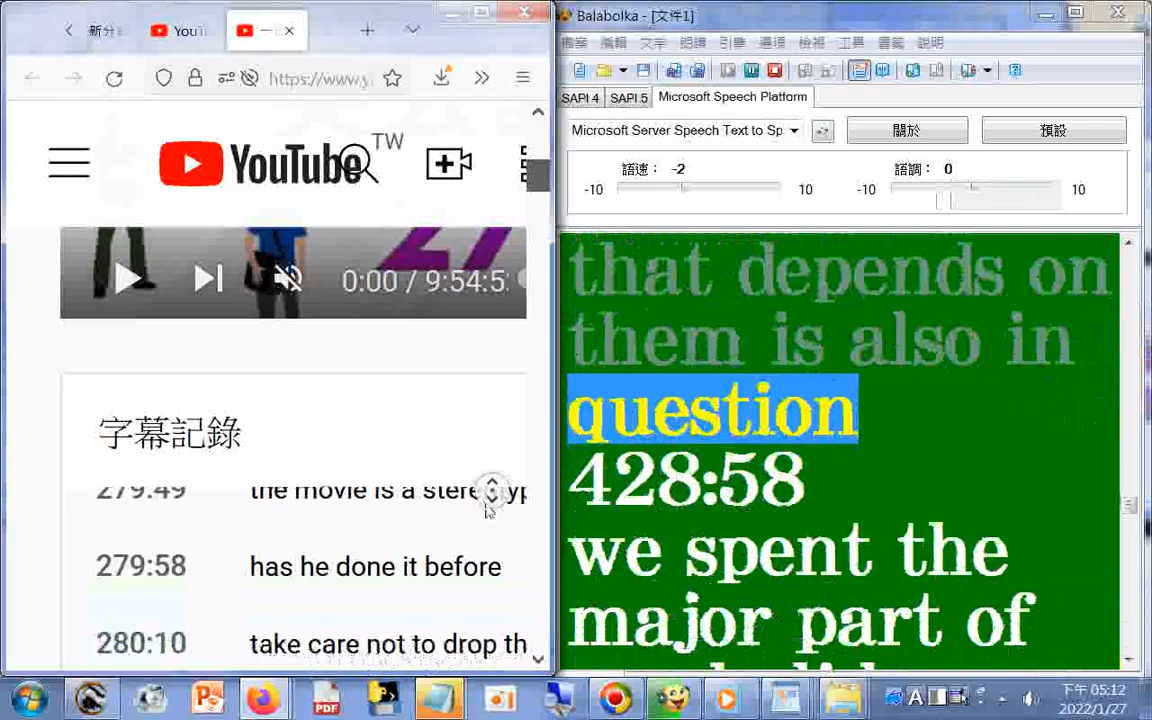 YouTube
TW
0:00 / 9:54:5
字幕記錄
279:49 the movie is a stere
279:58 has he done it before
280:10 take care not to drop th
https://www.y
Balabolka - [文件1]
檔案 編輯 文字 朗讀 引擎 選項 檢視 工具 書籤 說明
SAPI 4 SAPI 5 Microsoft Speech Platform
Microsoft Server Speech Text to Sp
關於 預設
語速： -2 語調： 0
-10 10 -10 10
that depends on
them is also in
question
428:58
we spent the
major part of
PDF
下午 05:12
2022/1/27